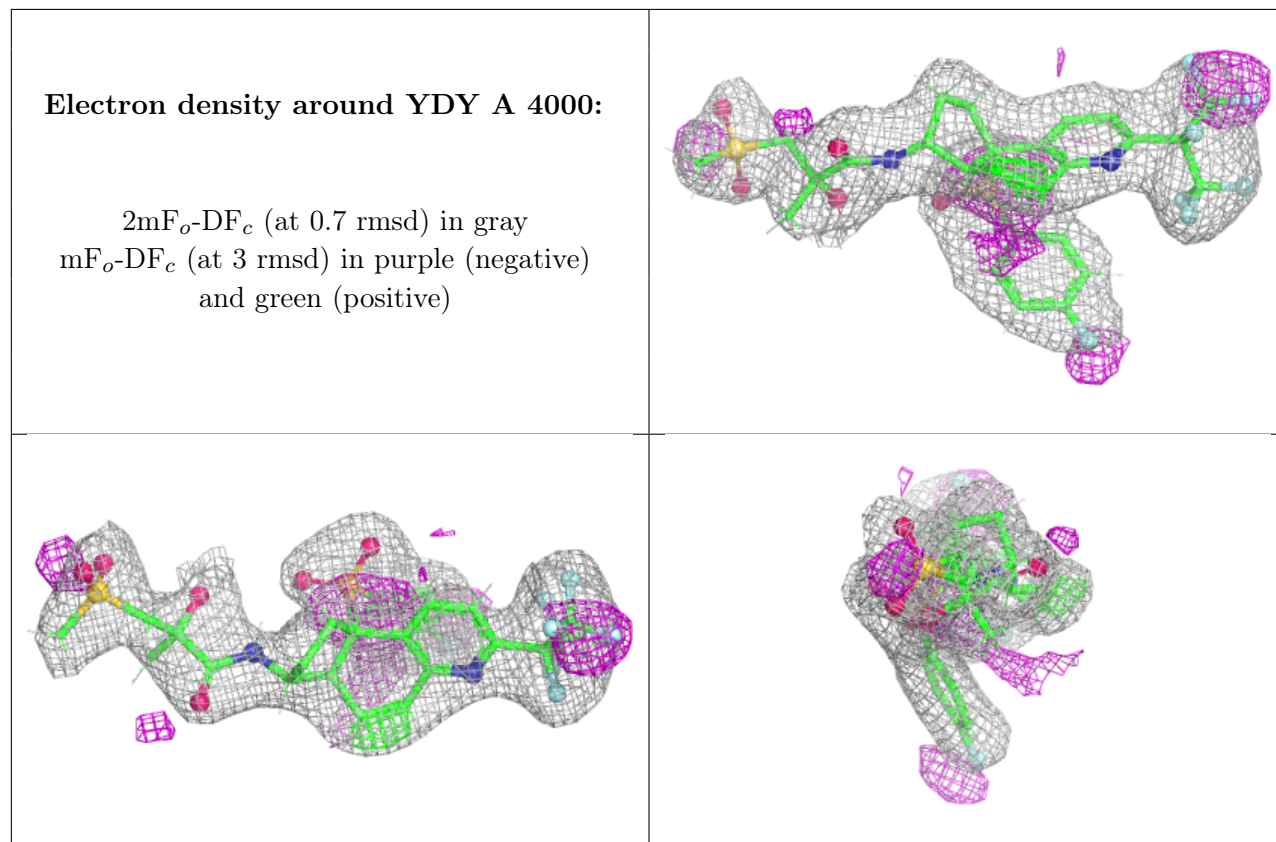 Electron density around YDY A 4000:
2mFo-DFc (at 0.7 rmsd) in gray
mFo-DFc (at 3 rmsd) in purple (negative)
and green (positive)